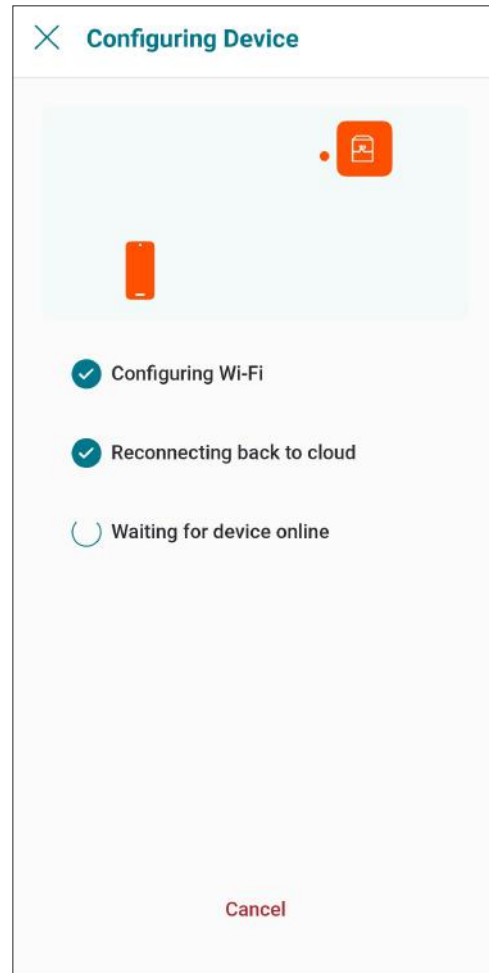 Configuring Device
Configuring Wi-Fi
Reconnecting back to cloud
Waiting for device online
Cancel